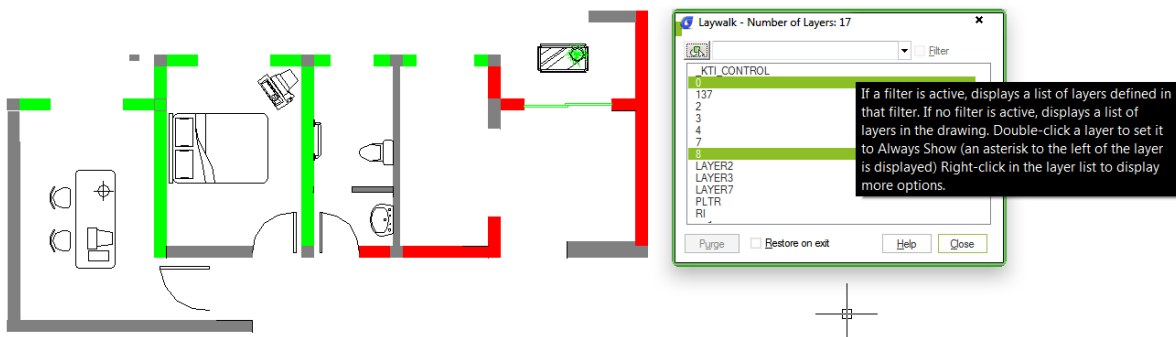 Laywalk - Number of Layers: 17
Filter
_KTI_CONTROL
0
137
2
3
4
7
8
LAYER2
LAYER3
LAYER7
PLTR
RI
If a filter is active, displays a list of layers defined in
that filter. If no filter is active, displays a list of
layers in the drawing. Double-click a layer to set it
to Always Show (an asterisk to the left of the layer
is displayed) Right-click in the layer list to display
more options.
Purge
Restore on exit
Help
Close